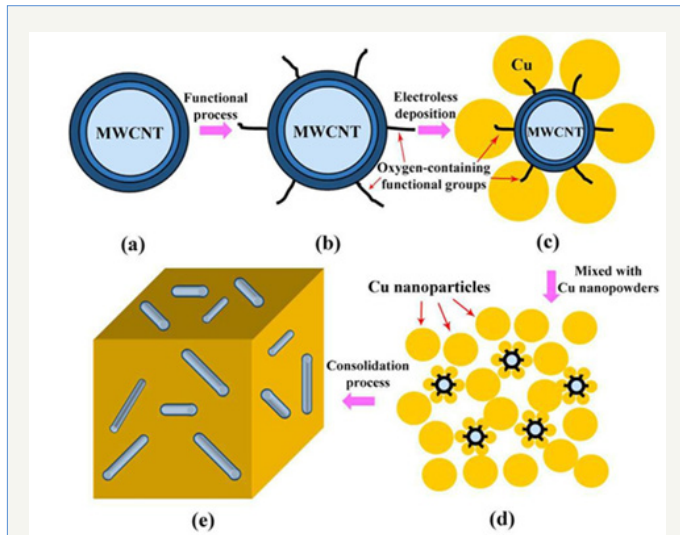 MWCNT
Functional
process
MWCNT
Electroless
deposition
Cu
MWCNT
Oxygen-containing
functional groups
(a)
(b)
(c)
Mixed with
Cu nanopowders
Cu nanoparticles
Consolidation
process
(e)
(d)